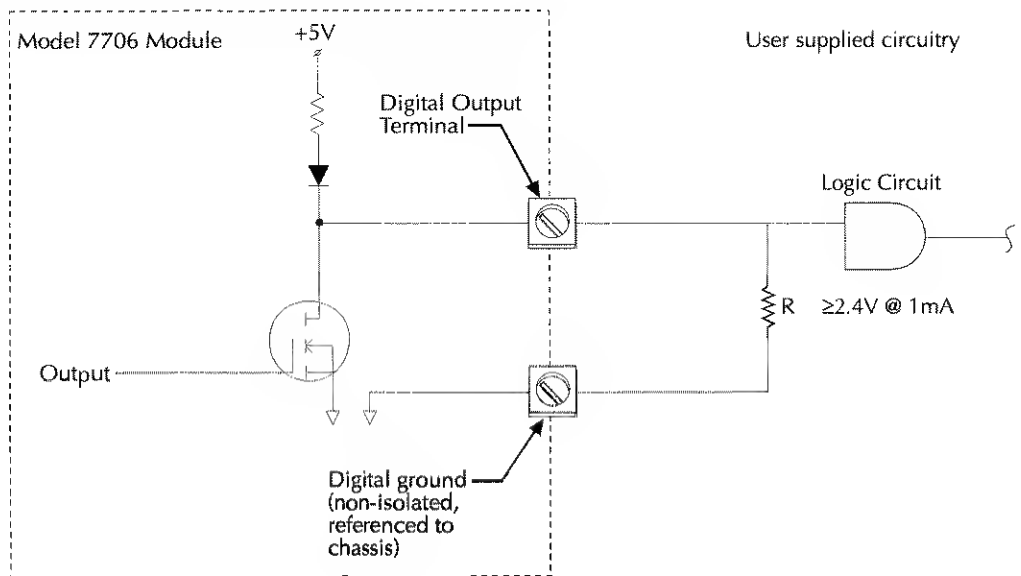 Model 7706 Module
+5V
User supplied circuitry
Digital Output
Terminal
Logic Circuit
R
≥2.4V @ 1mA
Output
Digital ground
(non-isolated,
referenced to
chassis)